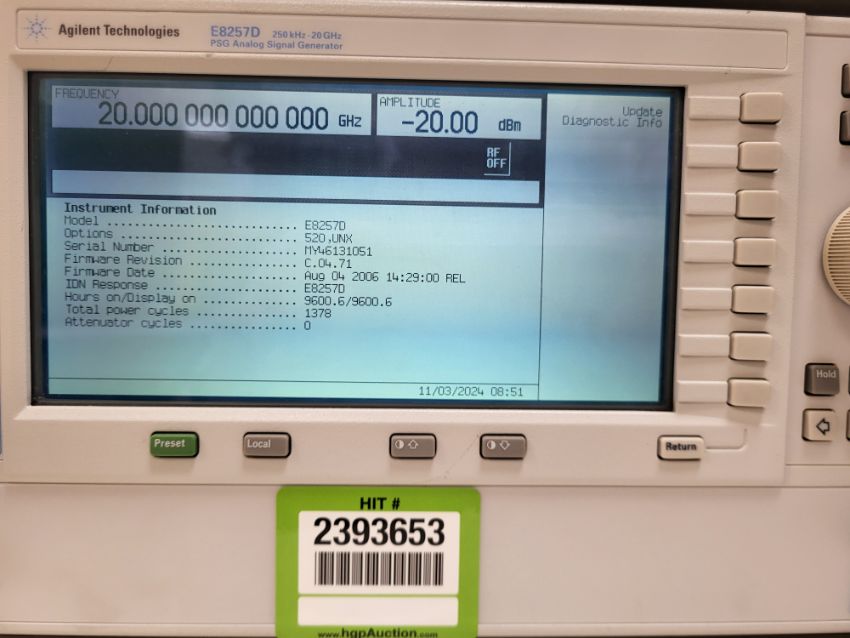 Agilent Technologies
E8257D 250 kHz - 20 GHz
PSG Analog Signal Generator
FREQUENCY
20.000 000 000 000 GHz
AMPLITUDE
-20.00 dBm
RF
OFF
Update
Diagnostic Info
Instrument Information
Model ........................... E8257D
Options ......................... 520,UNX
Serial Number ................... MY46131051
Firmware Revision ............... C.04.71
Firmware Date ................... Aug 04 2006 14:29:00 REL
IDN Response .................... E8257D
Hours on/Display on ............. 9600.6/9600.6
Total power cycles .............. 1378
Attenuator cycles ............... 0
11/03/2024 08:51
Hold
Preset
Local
Return
HIT #
2393653
www.hgpAuction.com